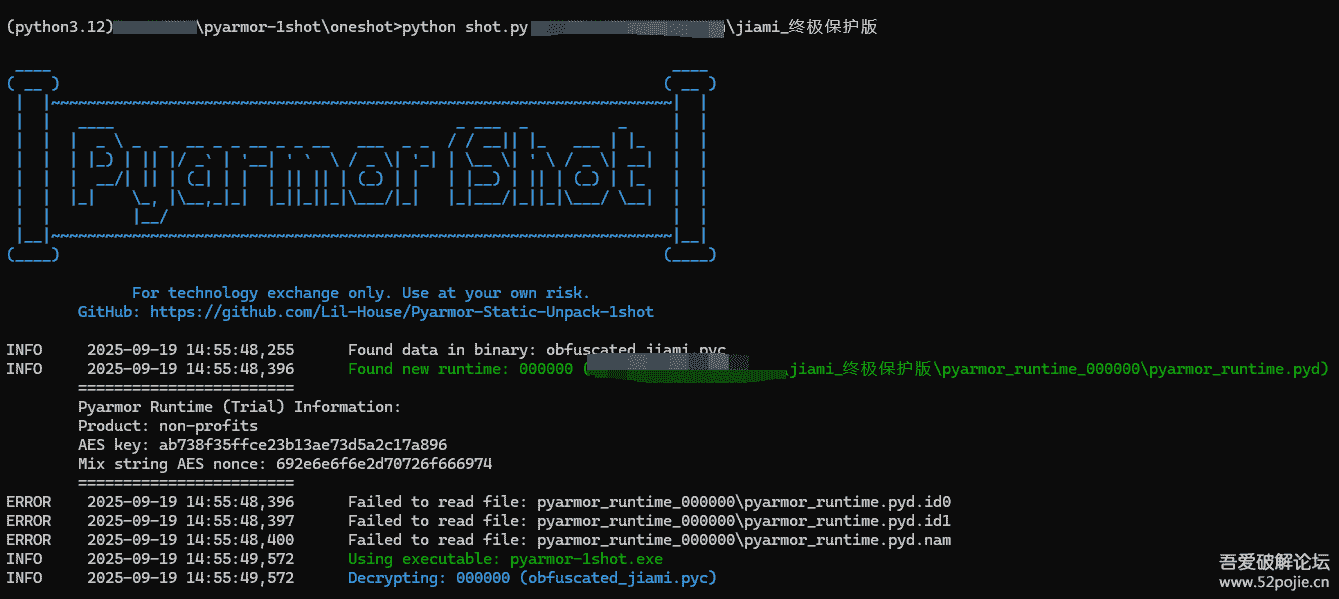 (python3.12) \pyarmor-1shot\oneshot>python shot.py \jiami_终极保护版
Pyarmor 1Shot
For technology exchange only. Use at your own risk.
GitHub: https://github.com/Lil-House/Pyarmor-Static-Unpack-1shot
INFO 2025-09-19 14:55:48,255 Found data in binary: obfuscated_jiami.pyc
INFO 2025-09-19 14:55:48,396 Found new runtime: 000000 ( jiami_终极保护版\pyarmor_runtime_000000\pyarmor_runtime.pyd)
========================
Pyarmor Runtime (Trial) Information:
Product: non-profits
AES key: ab738f35ffce23b13ae73d5a2c17a896
Mix string AES nonce: 692e6e6f6e2d70726f666974
========================
ERROR 2025-09-19 14:55:48,396 Failed to read file: pyarmor_runtime_000000\pyarmor_runtime.pyd.id0
ERROR 2025-09-19 14:55:48,397 Failed to read file: pyarmor_runtime_000000\pyarmor_runtime.pyd.id1
ERROR 2025-09-19 14:55:48,400 Failed to read file: pyarmor_runtime_000000\pyarmor_runtime.pyd.nam
INFO 2025-09-19 14:55:49,572 Using executable: pyarmor-1shot.exe
INFO 2025-09-19 14:55:49,572 Decrypting: 000000 (obfuscated_jiami.pyc)
吾爱破解论坛
www.52pojie.cn